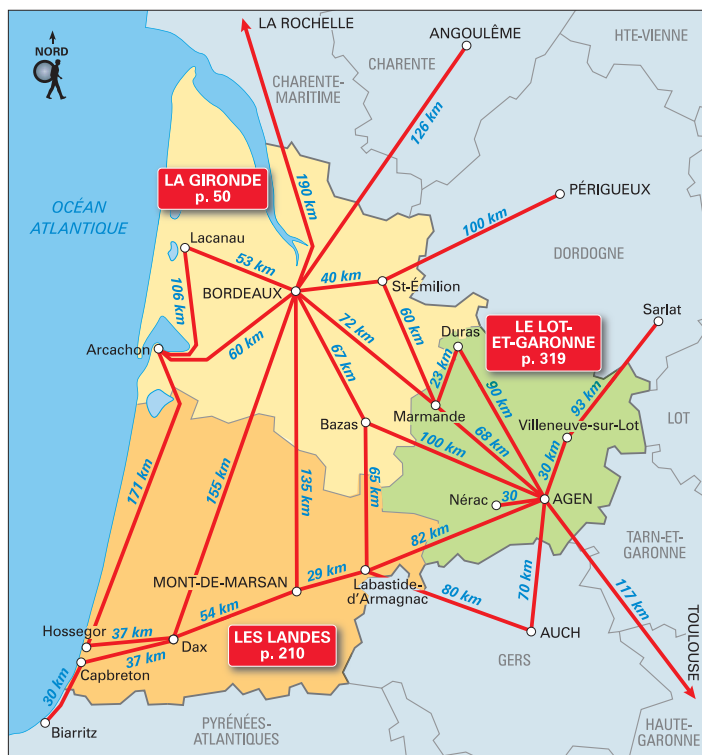 LA ROCHELLE
ANGOULÊME
HTE-VIENNE
NORD
CHARENTE
CHARENTE-
MARITIME
126 km
LA GIRONDE
p. 50
190 km
PÉRIGUEUX
OCÉAN
ATLANTIQUE
100 km
Lacanau
DORDOGNE
53 km
40 km
BORDEAUX
St-Émilion
106 km
Sarlat
60 km
72 km
Duras
LE LOT-
ET-GARONNE
p. 319
Arcachon
60 km
67 km
23 km
90 km
93 km
Marmande
LOT
Bazas
Villeneuve-sur-Lot
100 km
68 km
30 km
171 km
155 km
135 km
65 km
Nérac
30
AGEN
82 km
TARN-ET-
GARONNE
MONT-DE-MARSAN
29 km
Labastide-
d'Armagnac
80 km
70 km
117 km
54 km
Hossegor
37 km
Dax
LES LANDES
p. 210
AUCH
TOULOUSE
37 km
Capbreton
GERS
30 km
Biarritz
PYRÉNÉES-
ATLANTIQUES
HAUTE-
GARONNE